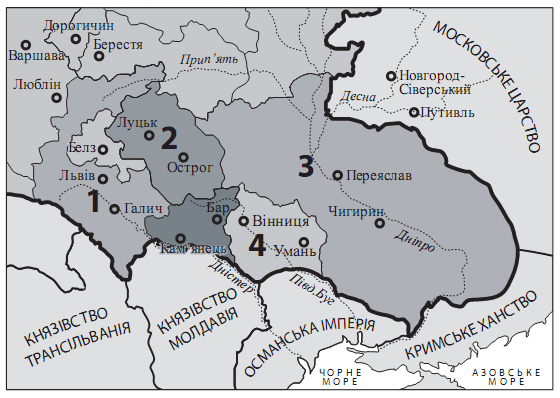 Дорогичин
Варшава
Берестя
Люблін
Прип'ять
МОСКОВСЬКЕ ЦАРСТВО
Новгород-
Сіверський
Десна
Путивль
Луцьк
2
Белз
Острог
Львів
3
Переяслав
1
Галич
Бар
Вінниця
Чигирин
4
Умань
Кам'янець
Дніпро
Дністер
Півд.Буг
КНЯЗІВСТВО
ТРАНСІЛЬВАНІЯ
КНЯЗІВСТВО
МОЛДАВІЯ
ОСМАНСЬКА ІМПЕРІЯ
КРИМСЬКЕ ХАНСТВО
ЧОРНЕ
МОРЕ
АЗОВСЬКЕ
МОРЕ